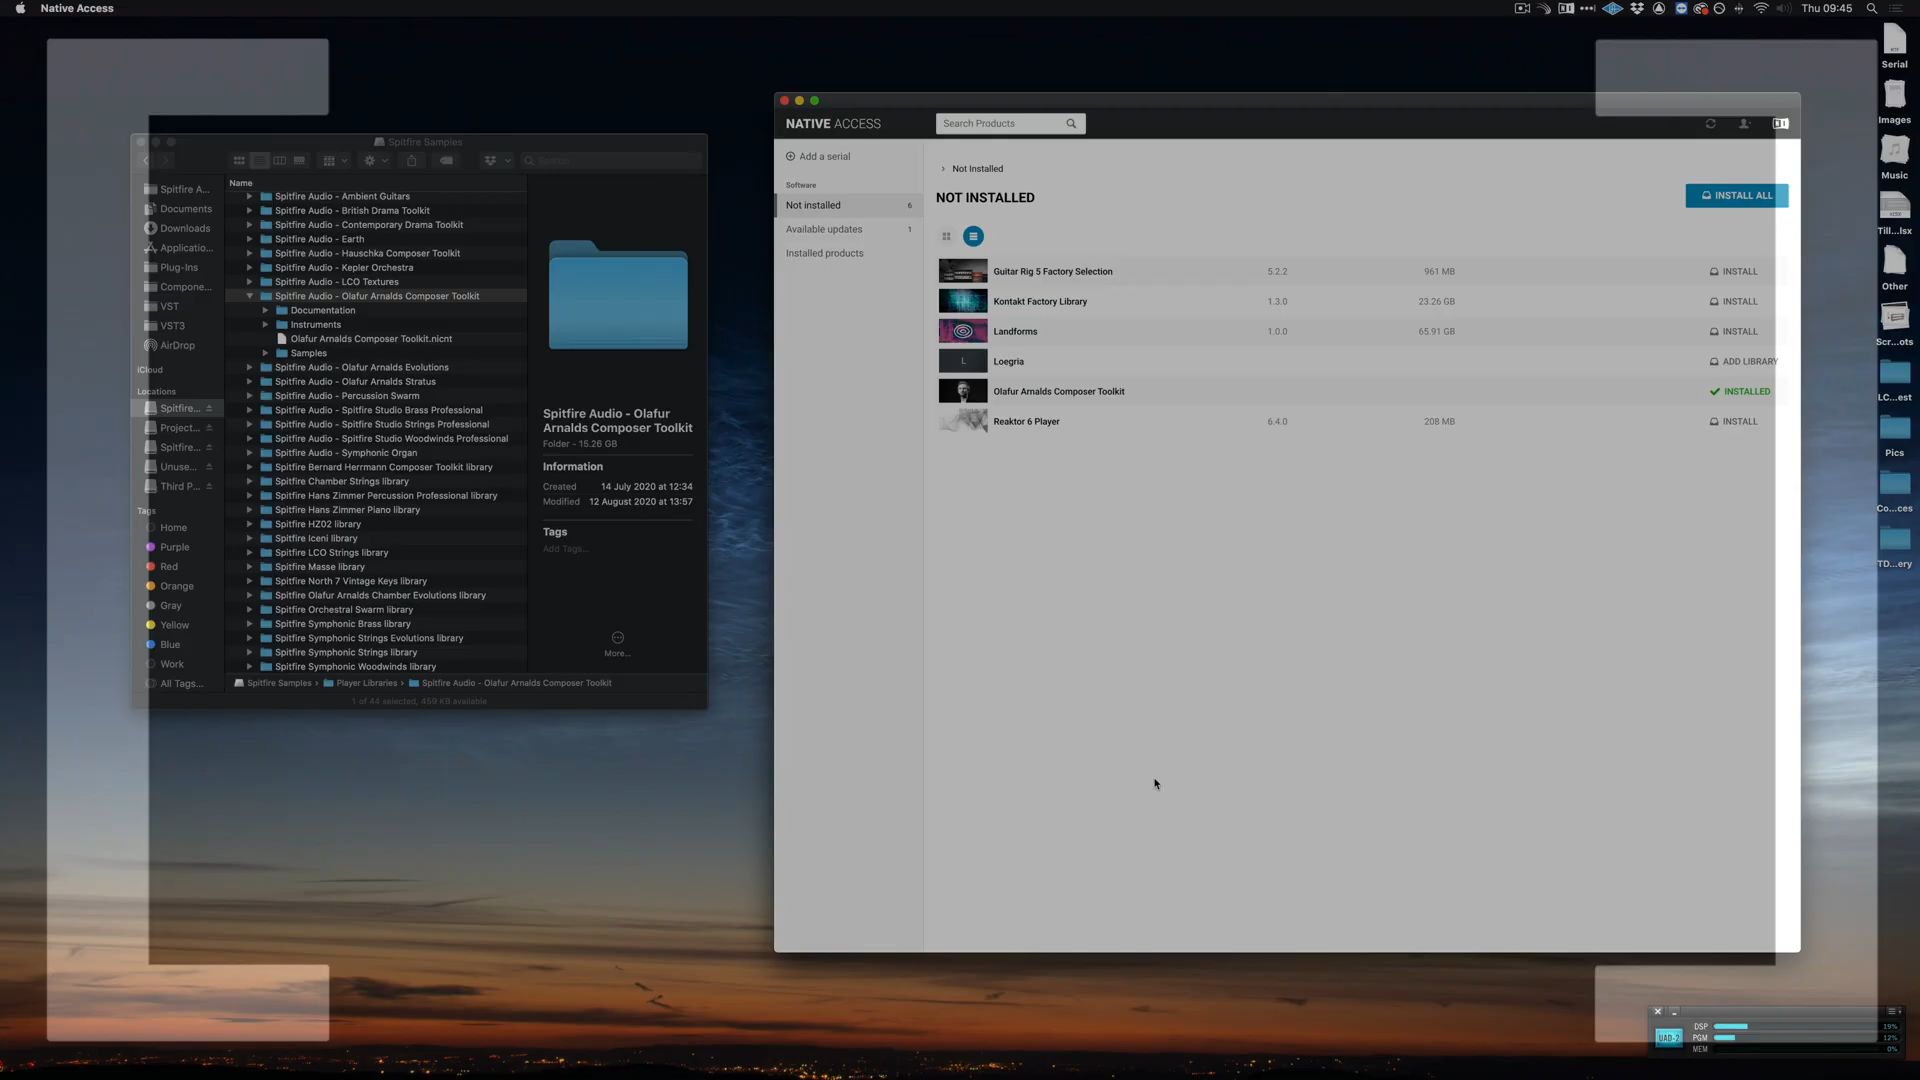 Native Access
Thu 09:45
Serial
Images
Music
Till...lsx
Other
Scr...ots
LC...est
Pics
Co...ces
TD...ery
Spitfire Samples
Search
Spitfire A...
Documents
Downloads
Applicatio...
Plug-Ins
Compone...
VST
VST3
AirDrop
iCloud
Locations
Spitfire...
Project...
Spitfire...
Unuse...
Third P...
Tags
Home
Purple
Red
Orange
Gray
Yellow
Blue
Work
All Tags...
Name
Spitfire Audio - Ambient Guitars
Spitfire Audio - British Drama Toolkit
Spitfire Audio - Contemporary Drama Toolkit
Spitfire Audio - Earth
Spitfire Audio - Hauschka Composer Toolkit
Spitfire Audio - Kepler Orchestra
Spitfire Audio - LCO Textures
Spitfire Audio - Olafur Arnalds Composer Toolkit
Documentation
Instruments
Olafur Arnalds Composer Toolkit.nicnt
Samples
Spitfire Audio - Olafur Arnalds Evolutions
Spitfire Audio - Olafur Arnalds Stratus
Spitfire Audio - Percussion Swarm
Spitfire Audio - Spitfire Studio Brass Professional
Spitfire Audio - Spitfire Studio Strings Professional
Spitfire Audio - Spitfire Studio Woodwinds Professional
Spitfire Audio - Symphonic Organ
Spitfire Bernard Herrmann Composer Toolkit library
Spitfire Chamber Strings library
Spitfire Hans Zimmer Percussion Professional library
Spitfire Hans Zimmer Piano library
Spitfire HZ02 library
Spitfire Iceni library
Spitfire LCO Strings library
Spitfire Masse library
Spitfire North 7 Vintage Keys library
Spitfire Olafur Arnalds Chamber Evolutions library
Spitfire Orchestral Swarm library
Spitfire Symphonic Brass library
Spitfire Symphonic Strings Evolutions library
Spitfire Symphonic Strings library
Spitfire Symphonic Woodwinds library
Spitfire Audio - Olafur
Arnalds Composer Toolkit
Folder - 15.26 GB
Information
Created 14 July 2020 at 12:34
Modified 12 August 2020 at 13:57
Tags
Add Tags...
More...
Spitfire Samples › Player Libraries › Spitfire Audio - Olafur Arnalds Composer Toolkit
1 of 44 selected, 459 KB available
NATIVE ACCESS
Search Products
Add a serial
Software
Not installed 6
Available updates 1
Installed products
› Not Installed
NOT INSTALLED
INSTALL ALL
Guitar Rig 5 Factory Selection 5.2.2 961 MB INSTALL
Kontakt Factory Library 1.3.0 23.26 GB INSTALL
Landforms 1.0.0 65.91 GB INSTALL
L Loegria ADD LIBRARY
Olafur Arnalds Composer Toolkit INSTALLED
Reaktor 6 Player 6.4.0 208 MB INSTALL
UAD-2
DSP 19%
PGM 12%
MEM 0%